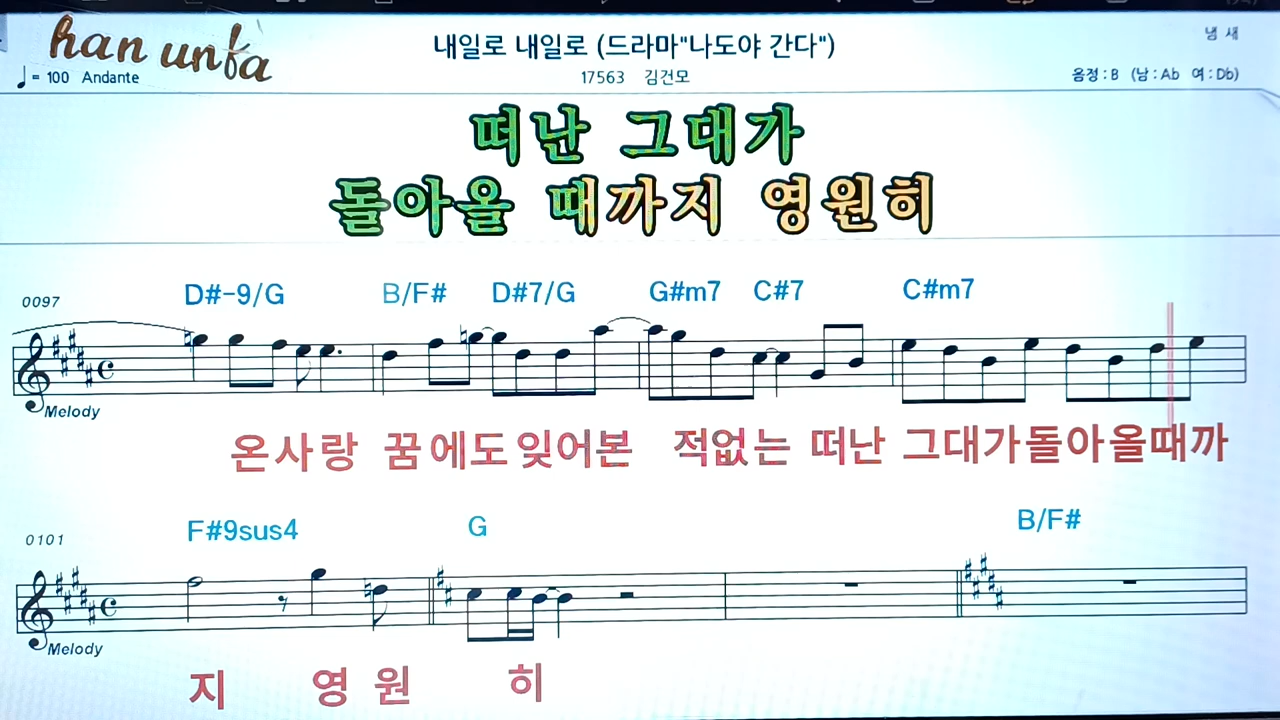 han unfa
내일로 내일로 (드라마"나도야 간다")
냄 새
♩= 100 Andante
17563 김건모
음정 : B (남 : Ab 여 : Db)
떠난 그대가
돌아올 때까지 영원히
0097
D#-9/G B/F# D#7/G G#m7 C#7 C#m7
Melody
온사랑 꿈에도잊어본 적없는 떠난 그대가돌아올때까
0101
F#9sus4 G B/F#
Melody
지 영 원 히